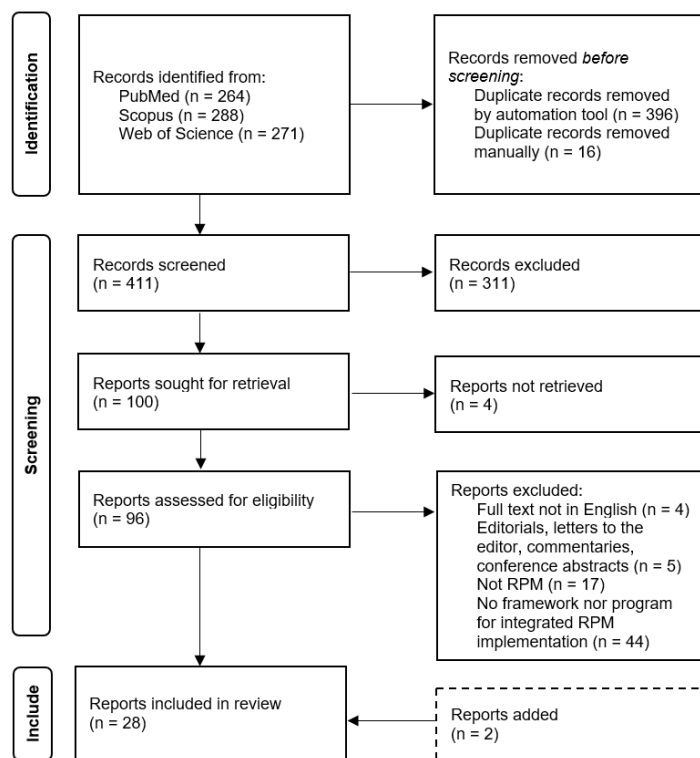 Identification
Records identified from:
PubMed (n = 264)
Scopus (n = 288)
Web of Science (n = 271)
Records removed before
screening:
Duplicate records removed
by automation tool (n = 396)
Duplicate records removed
manually (n = 16)
Screening
Records screened
(n = 411)
Records excluded
(n = 311)
Reports sought for retrieval
(n = 100)
Reports not retrieved
(n = 4)
Reports assessed for eligibility
(n = 96)
Reports excluded:
Full text not in English (n = 4)
Editorials, letters to the
editor, commentaries,
conference abstracts (n = 5)
Not RPM (n = 17)
No framework nor program
for integrated RPM
implementation (n = 44)
Include
Reports included in review
(n = 28)
Reports added
(n = 2)